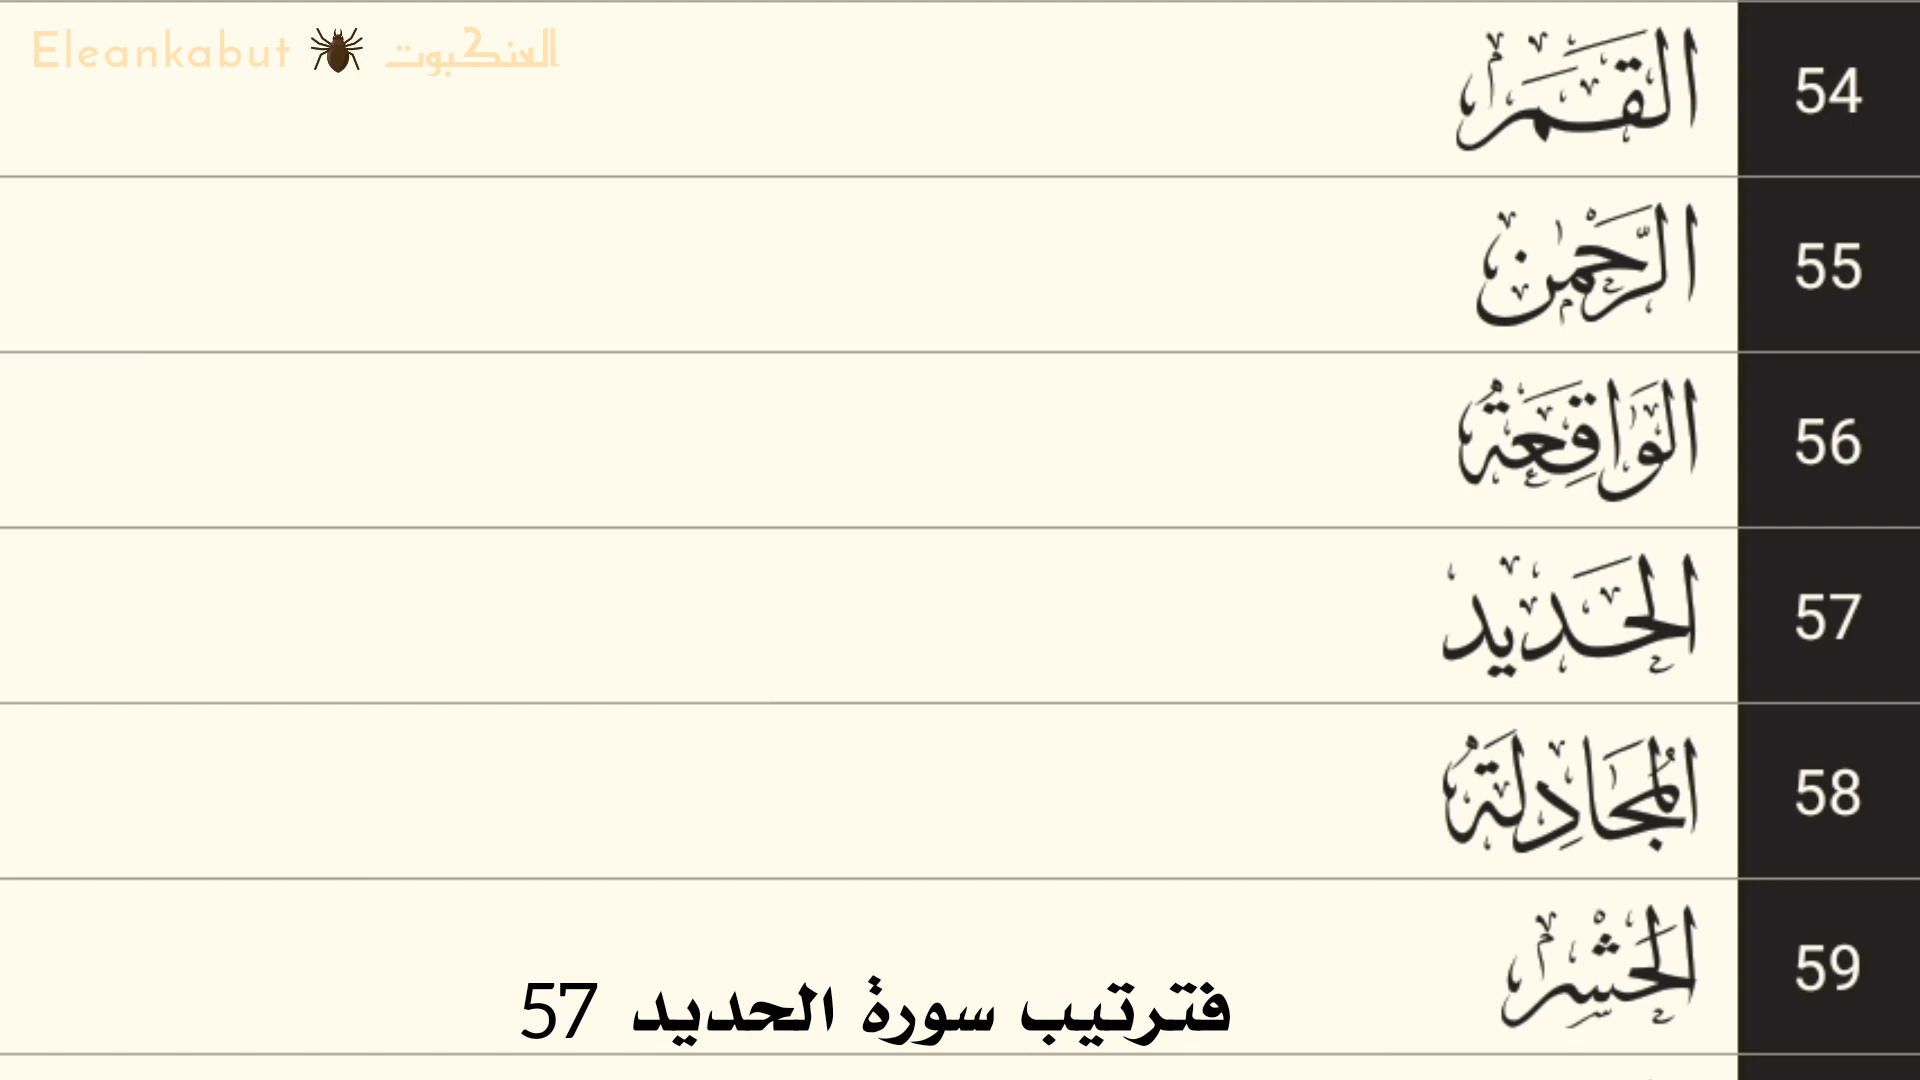 Eleankabut العنكبوت
54 القمر
55 الرحمن
56 الواقعة
57 الحديد
58 المجادلة
59 الحشر
فترتيب سورة الحديد 57